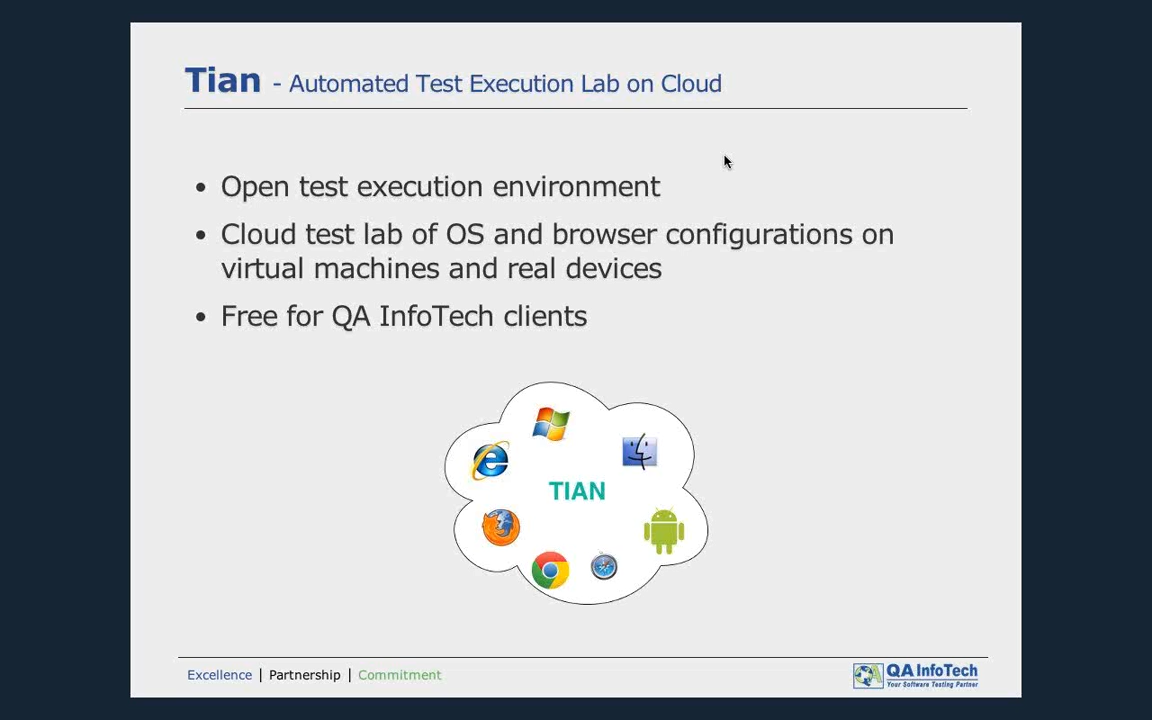 Tian - Automated Test Execution Lab on Cloud
• Open test execution environment
• Cloud test lab of OS and browser configurations on
virtual machines and real devices
• Free for QA InfoTech clients
TIAN
Excellence | Partnership | Commitment
QA InfoTech
Your Software Testing Partner